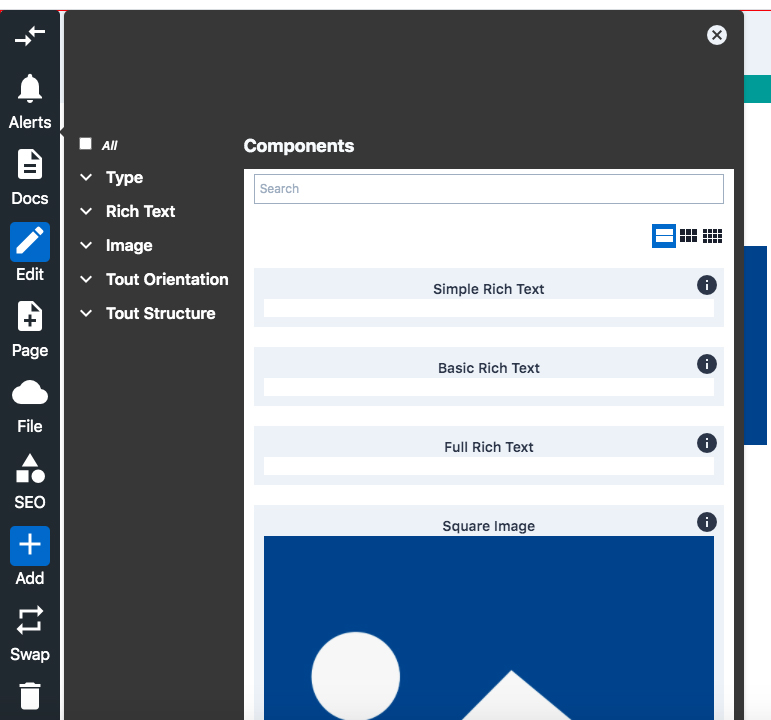 Alerts
Docs
Edit
Page
File
SEO
Add
Swap
All
Type
Rich Text
Image
Tout Orientation
Tout Structure
Components
Search
Simple Rich Text
Basic Rich Text
Full Rich Text
Square Image